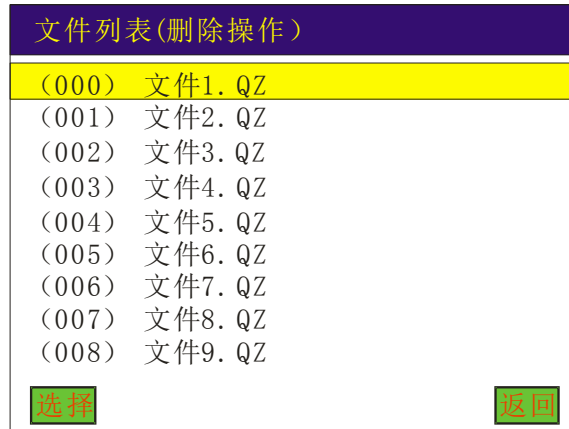 文件列表(删除操作）
（000） 文件1.QZ
（001） 文件2.QZ
（002） 文件3.QZ
（003） 文件4.QZ
（004） 文件5.QZ
（005） 文件6.QZ
（006） 文件7.QZ
（007） 文件8.QZ
（008） 文件9.QZ
选择 返回